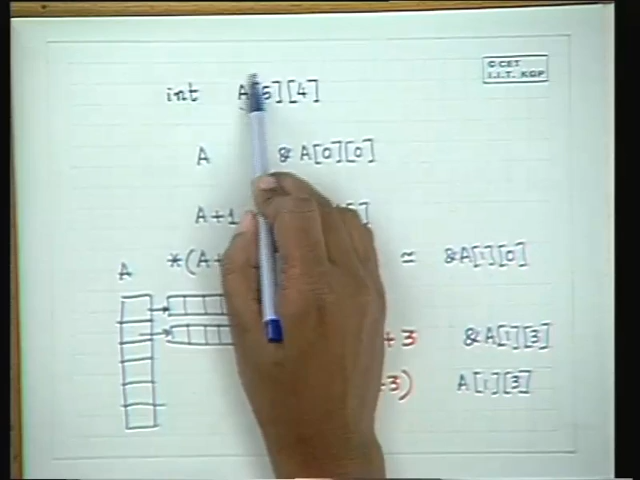 © CET
I.I.T. KGP
int A[5][4]
A & A[0][0]
A+1 ]
*(A+ ≃ &A[1][0]
A
+3 &A[1][3]
+3) A[1][3]